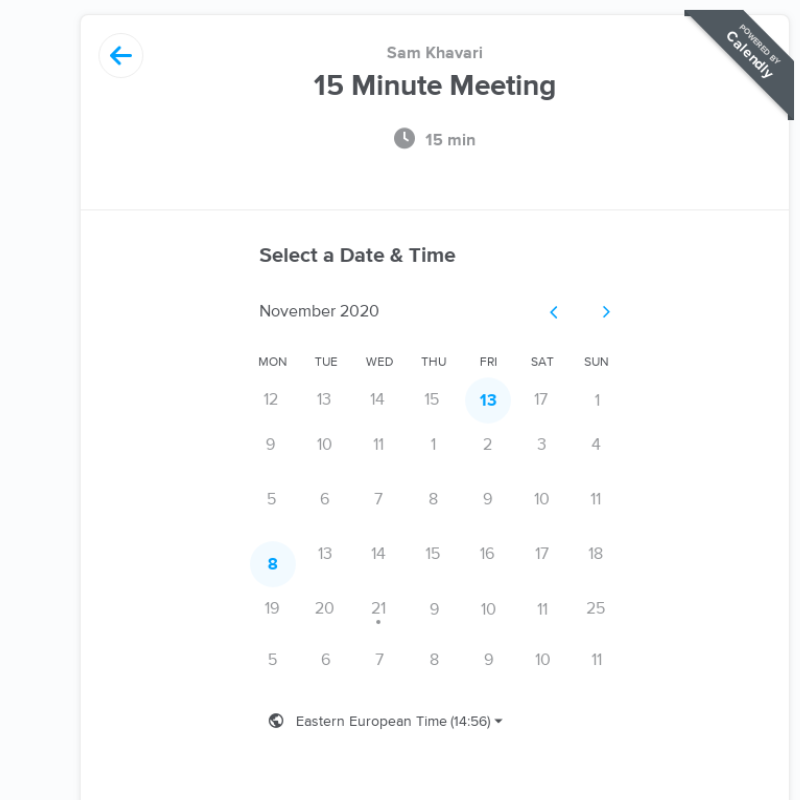 POWERED BY
Calendly
Sam Khavari
15 Minute Meeting
15 min
Select a Date & Time
November 2020
MON TUE WED THU FRI SAT SUN
12 13 14 15 13 17 1
9 10 11 1 2 3 4
5 6 7 8 9 10 11
8 13 14 15 16 17 18
19 20 21 9 10 11 25
5 6 7 8 9 10 11
Eastern European Time (14:56)